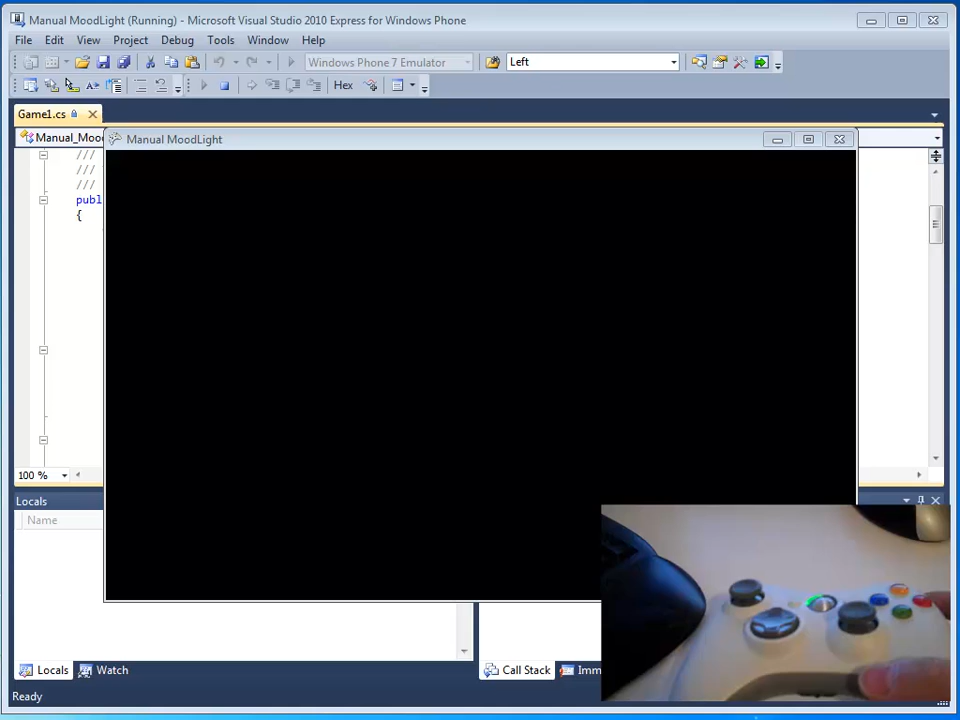 Manual MoodLight (Running) - Microsoft Visual Studio 2010 Express for Windows Phone
File Edit View Project Debug Tools Window Help
Windows Phone 7 Emulator Left
Hex
Game1.cs
Manual_Moo
Manual MoodLight
///
///
///
publ
{
100 %
Locals
Name
Locals Watch Call Stack Imm
Ready